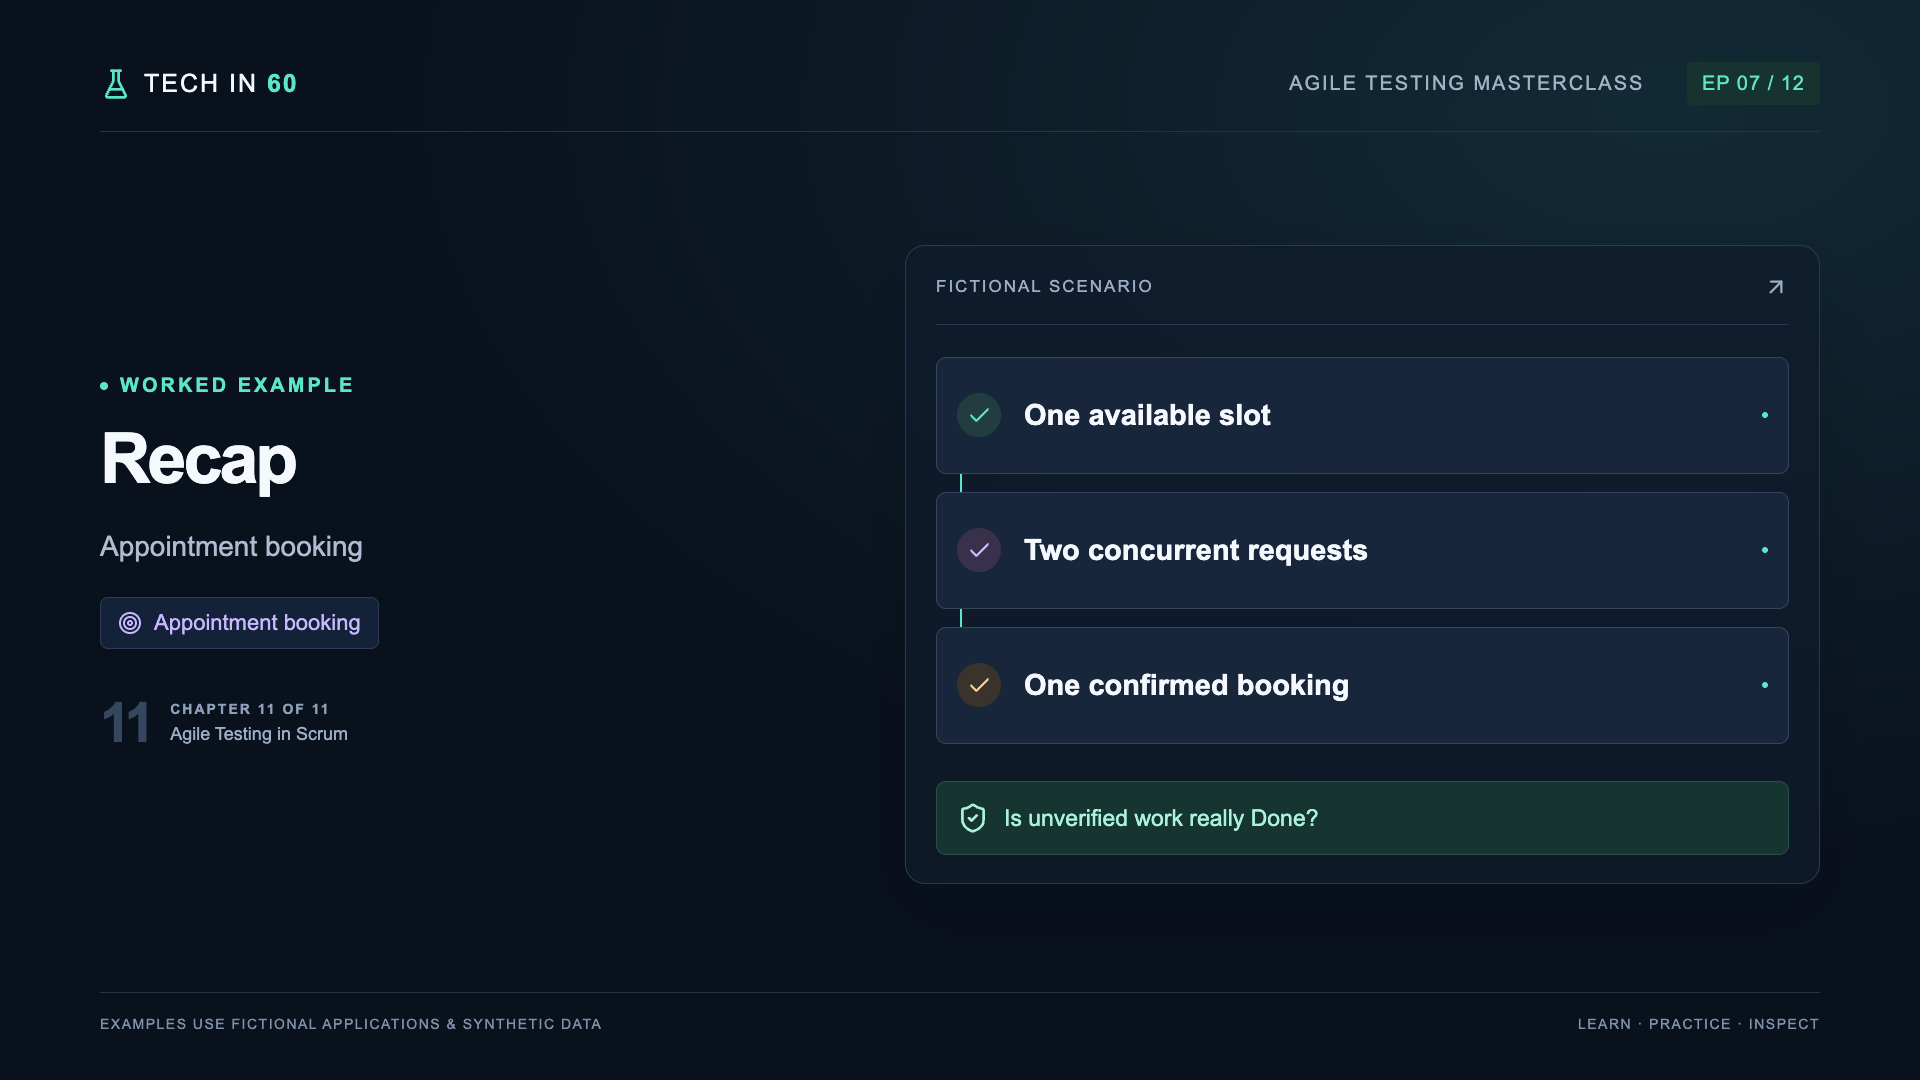 TECH IN 60
AGILE TESTING MASTERCLASS
EP 07 / 12
WORKED EXAMPLE
Recap
Appointment booking
Appointment booking
11
CHAPTER 11 OF 11
Agile Testing in Scrum
FICTIONAL SCENARIO
One available slot
Two concurrent requests
One confirmed booking
Is unverified work really Done?
EXAMPLES USE FICTIONAL APPLICATIONS & SYNTHETIC DATA
LEARN · PRACTICE · INSPECT